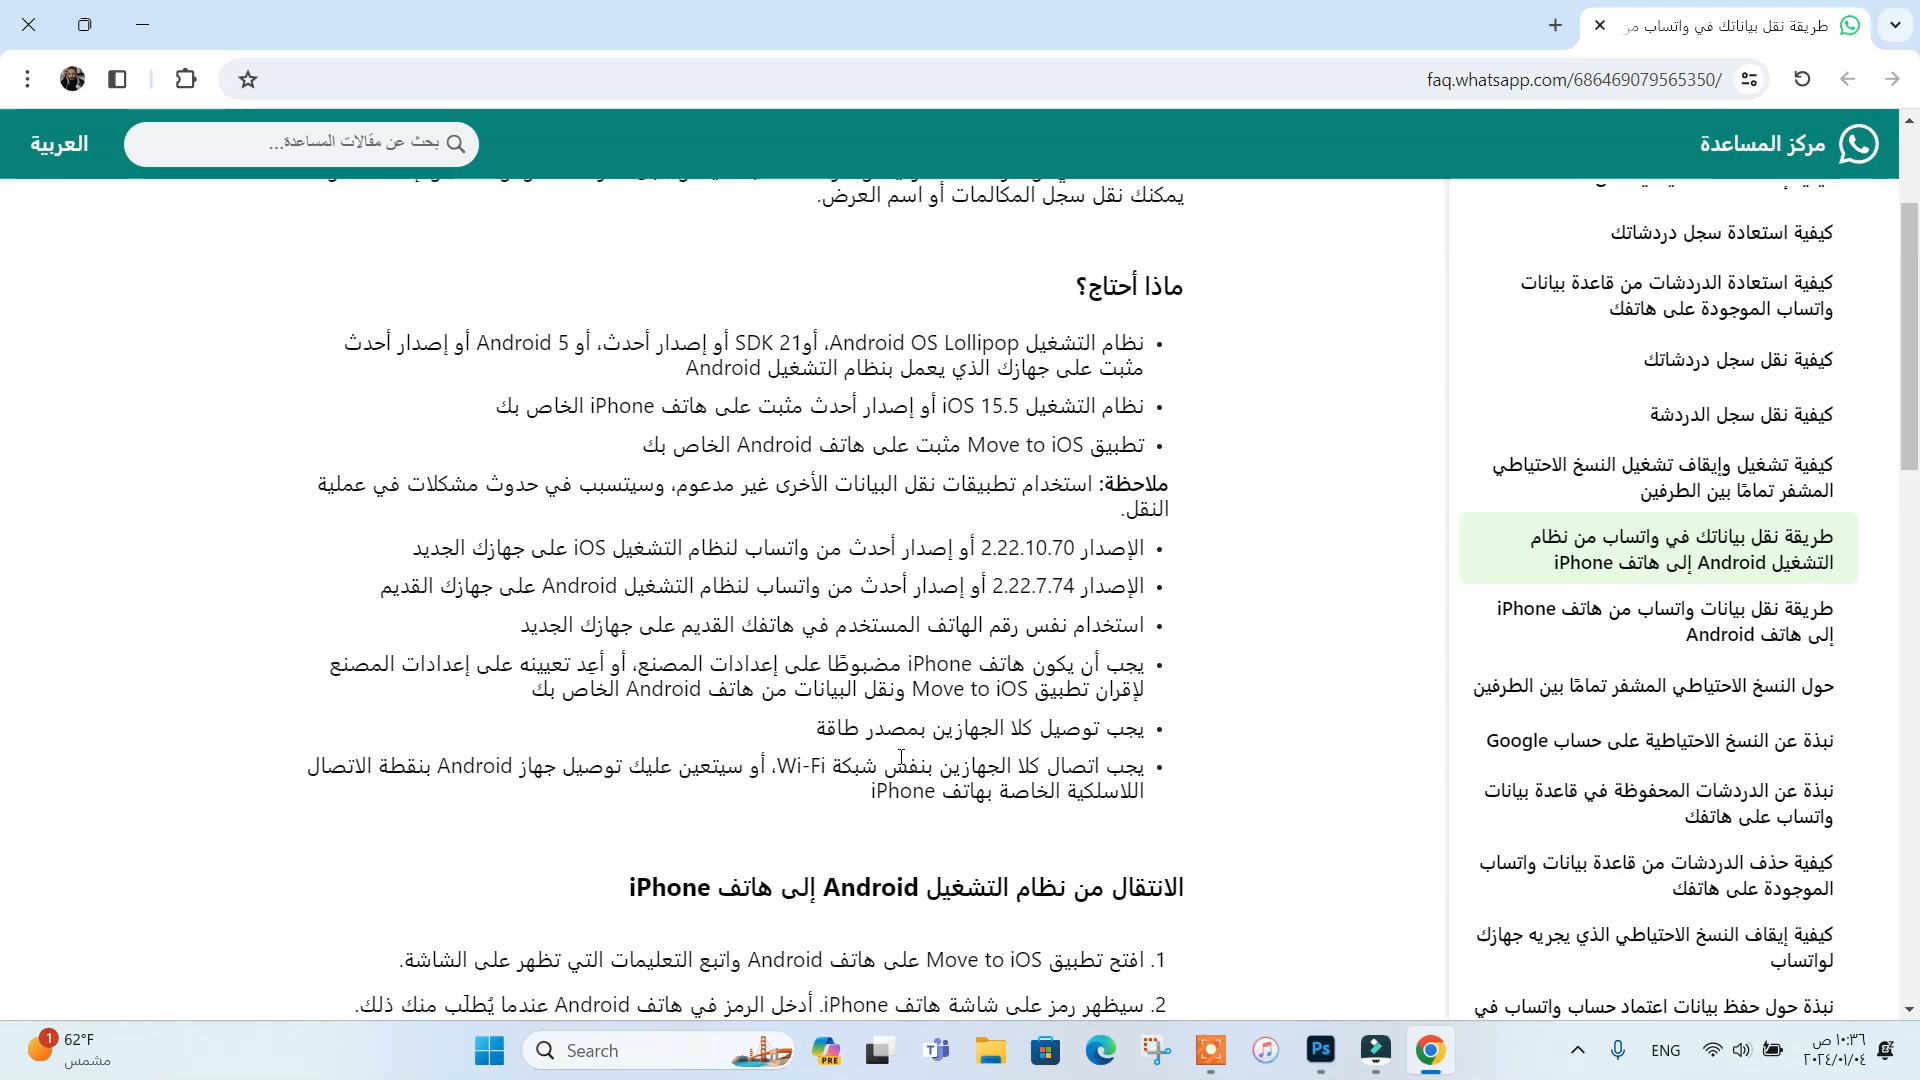 طريقة نقل بياناتك في واتساب مر
faq.whatsapp.com/686469079565350/
مركز المساعدة
بحث عن مقالات المساعدة...
العربية
يمكنك نقل سجل المكالمات أو اسم العرض.
ماذا أحتاج؟
• نظام التشغيل Android OS Lollipop، أو SDK 21 أو إصدار أحدث، أو Android 5 أو إصدار أحدث
مثبت على جهازك الذي يعمل بنظام التشغيل Android
• نظام التشغيل iOS 15.5 أو إصدار أحدث مثبت على هاتف iPhone الخاص بك
• تطبيق Move to iOS مثبت على هاتف Android الخاص بك
ملاحظة: استخدام تطبيقات نقل البيانات الأخرى غير مدعوم، وسيتسبب في حدوث مشكلات في عملية
النقل.
• الإصدار 2.22.10.70 أو إصدار أحدث من واتساب لنظام التشغيل iOS على جهازك الجديد
• الإصدار 2.22.7.74 أو إصدار أحدث من واتساب لنظام التشغيل Android على جهازك القديم
• استخدام نفس رقم الهاتف المستخدم في هاتفك القديم على جهازك الجديد
• يجب أن يكون هاتف iPhone مضبوطًا على إعدادات المصنع، أو أعِد تعيينه على إعدادات المصنع
لإقران تطبيق Move to iOS ونقل البيانات من هاتف Android الخاص بك
• يجب توصيل كلا الجهازين بمصدر طاقة
• يجب اتصال كلا الجهازين بنفس شبكة Wi-Fi، أو سيتعين عليك توصيل جهاز Android بنقطة الاتصال
اللاسلكية الخاصة بهاتف iPhone
الانتقال من نظام التشغيل Android إلى هاتف iPhone
1. افتح تطبيق Move to iOS على هاتف Android واتبع التعليمات التي تظهر على الشاشة.
2. سيظهر رمز على شاشة هاتف iPhone. أدخل الرمز في هاتف Android عندما يُطلَب منك ذلك.
كيفية استعادة سجل دردشاتك
كيفية استعادة الدردشات من قاعدة بيانات
واتساب الموجودة على هاتفك
كيفية نقل سجل دردشاتك
كيفية نقل سجل الدردشة
كيفية تشغيل وإيقاف تشغيل النسخ الاحتياطي
المشفر تمامًا بين الطرفين
طريقة نقل بياناتك في واتساب من نظام
التشغيل Android إلى هاتف iPhone
طريقة نقل بيانات واتساب من هاتف iPhone
إلى هاتف Android
حول النسخ الاحتياطي المشفر تمامًا بين الطرفين
نبذة عن النسخ الاحتياطية على حساب Google
نبذة عن الدردشات المحفوظة في قاعدة بيانات
واتساب على هاتفك
كيفية حذف الدردشات من قاعدة بيانات واتساب
الموجودة على هاتفك
كيفية إيقاف النسخ الاحتياطي الذي يجريه جهازك
لواتساب
نبذة حول حفظ بيانات اعتماد حساب واتساب في
1
62°F
مشمس
Search
PRE
Ps
ENG
١٠:٣٦ ص
٢٠٢٤/٠١/٠٤